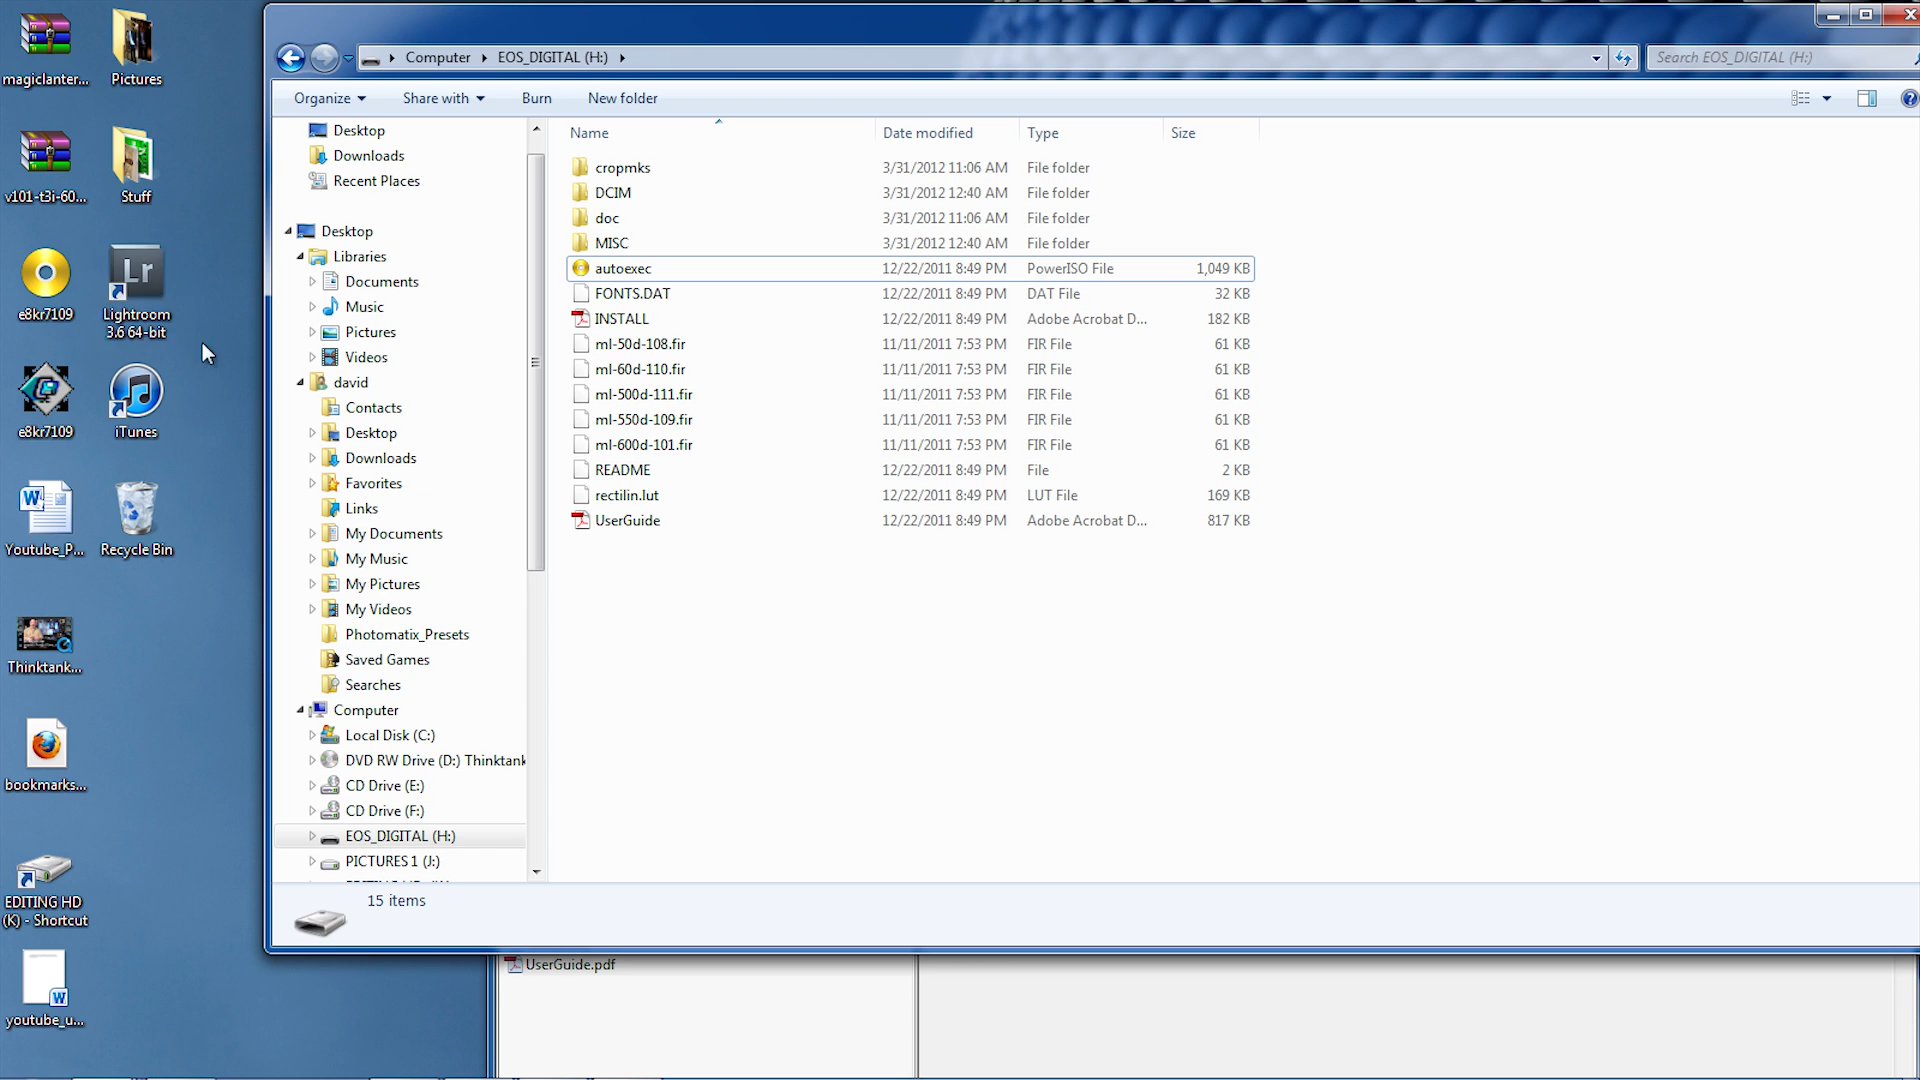 magiclanter...
Pictures
v101-t3i-60...
Stuff
e8kr7109
Lr
Lightroom
3.6 64-bit
e8kr7109
iTunes
Youtube_P...
Recycle Bin
Thinktank...
bookmarks...
EDITING HD
(K) - Shortcut
youtube_u...
Computer EOS_DIGITAL (H:)
Search EOS_DIGITAL (H:)
Organize Share with Burn New folder
Desktop
Downloads
Recent Places
Desktop
Libraries
Documents
Music
Pictures
Videos
david
Contacts
Desktop
Downloads
Favorites
Links
My Documents
My Music
My Pictures
My Videos
Photomatix_Presets
Saved Games
Searches
Computer
Local Disk (C:)
DVD RW Drive (D:) Thinktank
CD Drive (E:)
CD Drive (F:)
EOS_DIGITAL (H:)
PICTURES 1 (J:)
Name Date modified Type Size
cropmks 3/31/2012 11:06 AM File folder
DCIM 3/31/2012 12:40 AM File folder
doc 3/31/2012 11:06 AM File folder
MISC 3/31/2012 12:40 AM File folder
autoexec 12/22/2011 8:49 PM PowerISO File 1,049 KB
FONTS.DAT 12/22/2011 8:49 PM DAT File 32 KB
INSTALL 12/22/2011 8:49 PM Adobe Acrobat D... 182 KB
ml-50d-108.fir 11/11/2011 7:53 PM FIR File 61 KB
ml-60d-110.fir 11/11/2011 7:53 PM FIR File 61 KB
ml-500d-111.fir 11/11/2011 7:53 PM FIR File 61 KB
ml-550d-109.fir 11/11/2011 7:53 PM FIR File 61 KB
ml-600d-101.fir 11/11/2011 7:53 PM FIR File 61 KB
README 12/22/2011 8:49 PM File 2 KB
rectilin.lut 12/22/2011 8:49 PM LUT File 169 KB
UserGuide 12/22/2011 8:49 PM Adobe Acrobat D... 817 KB
15 items
UserGuide.pdf